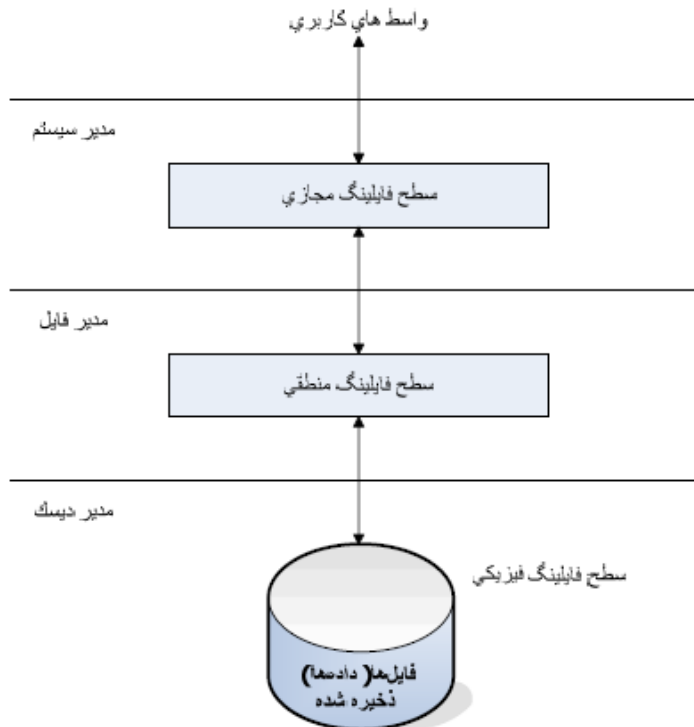 واسط هاي كاربري
مدير سيستم
سطح فايلينگ مجازي
مدير فايل
سطح فايلينگ منطقي
مدير ديسك
سطح فايلينگ فيزيكي
فايل‌ها( داده‌ها)
ذخيره شده